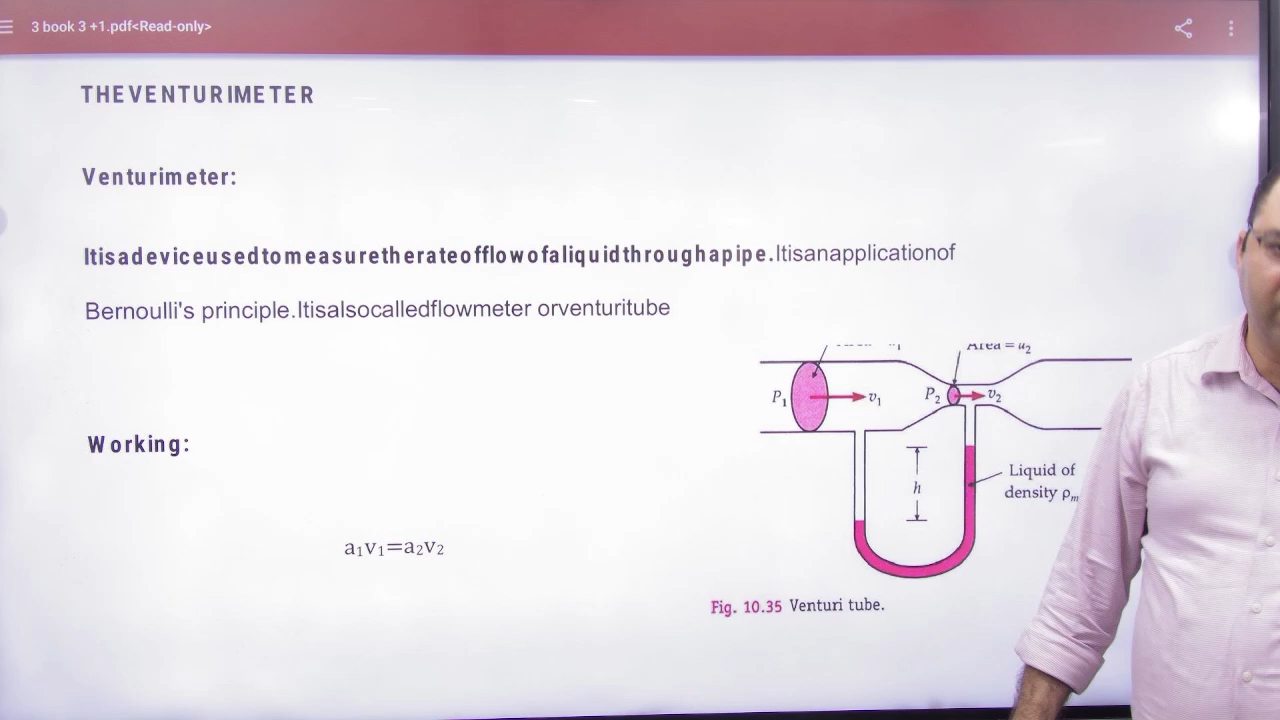 3 book 3 +1.pdf<Read-only>
THEVENTURIMETER
Venturimeter:
Itisadeviceusedtomeasuretherateofflowofaliquidthroughapipe.Itisanapplicationof
Bernoulli's principle.Itisalsocalledflowmeter orventuritube
Area = a₂
P₁ v₁ P₂ v₂
Working:
h
Liquid of
density ρₘ
a₁v₁=a₂v₂
Fig. 10.35 Venturi tube.